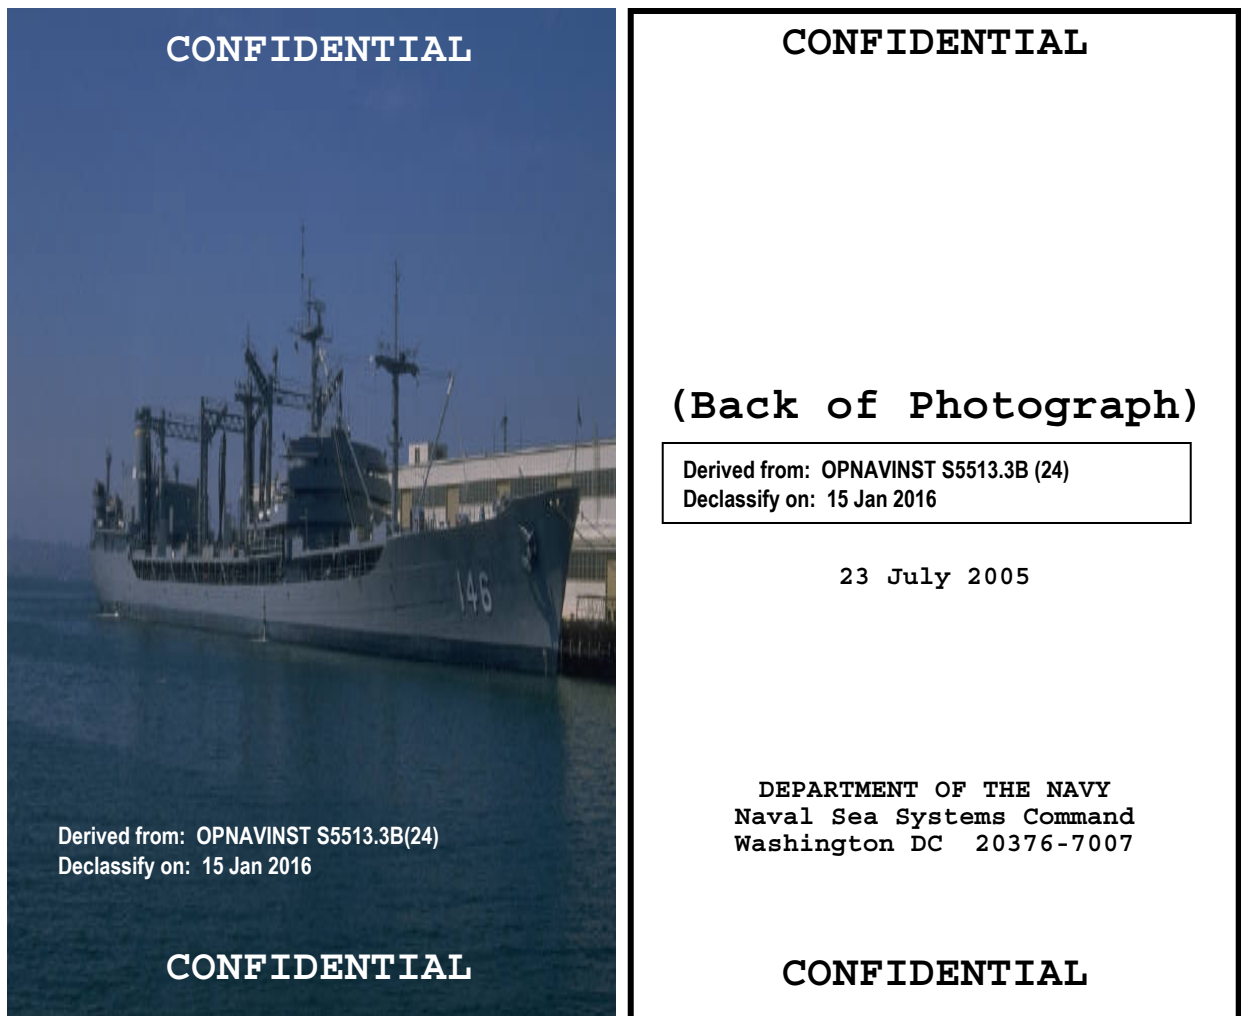 CONFIDENTIAL
146
Derived from: OPNAVINST S5513.3B(24)
Declassify on: 15 Jan 2016
CONFIDENTIAL
CONFIDENTIAL
(Back of Photograph)
Derived from: OPNAVINST S5513.3B (24)
Declassify on: 15 Jan 2016
23 July 2005
DEPARTMENT OF THE NAVY
Naval Sea Systems Command
Washington DC 20376-7007
CONFIDENTIAL